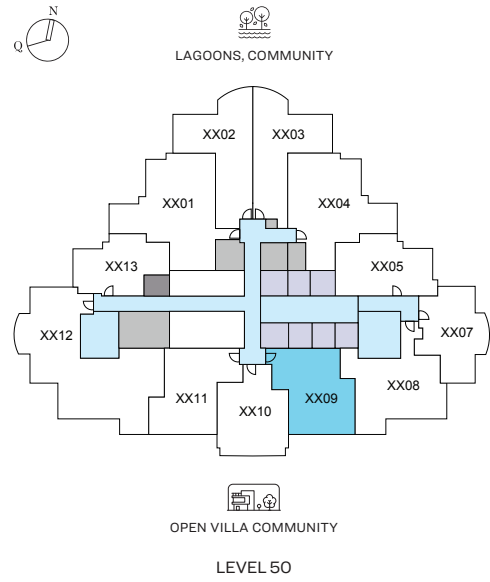 N
Q
LAGOONS, COMMUNITY
XX02
XX03
XX01
XX04
XX13
XX05
XX12
XX07
XX11
XX10
XX09
XX08
OPEN VILLA COMMUNITY
LEVEL 50